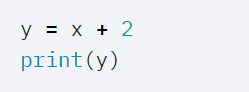 y = x + 2
print(y)